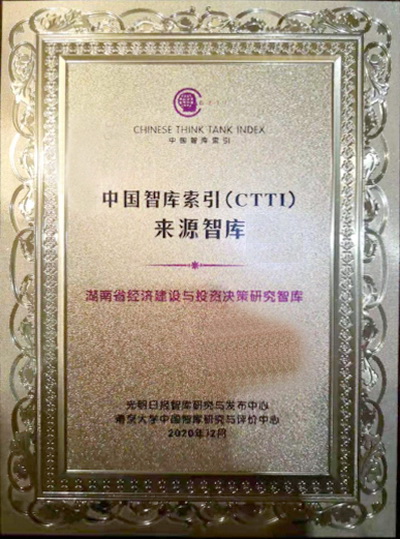 CHINESE THINK TANK INDEX
中国智库索引
中国智库索引(CTTI)
来源智库
湖南省经济建设与投资决策研究智库
光明日报智库研究与发布中心
南京大学中国智库研究与评价中心
2020年12月